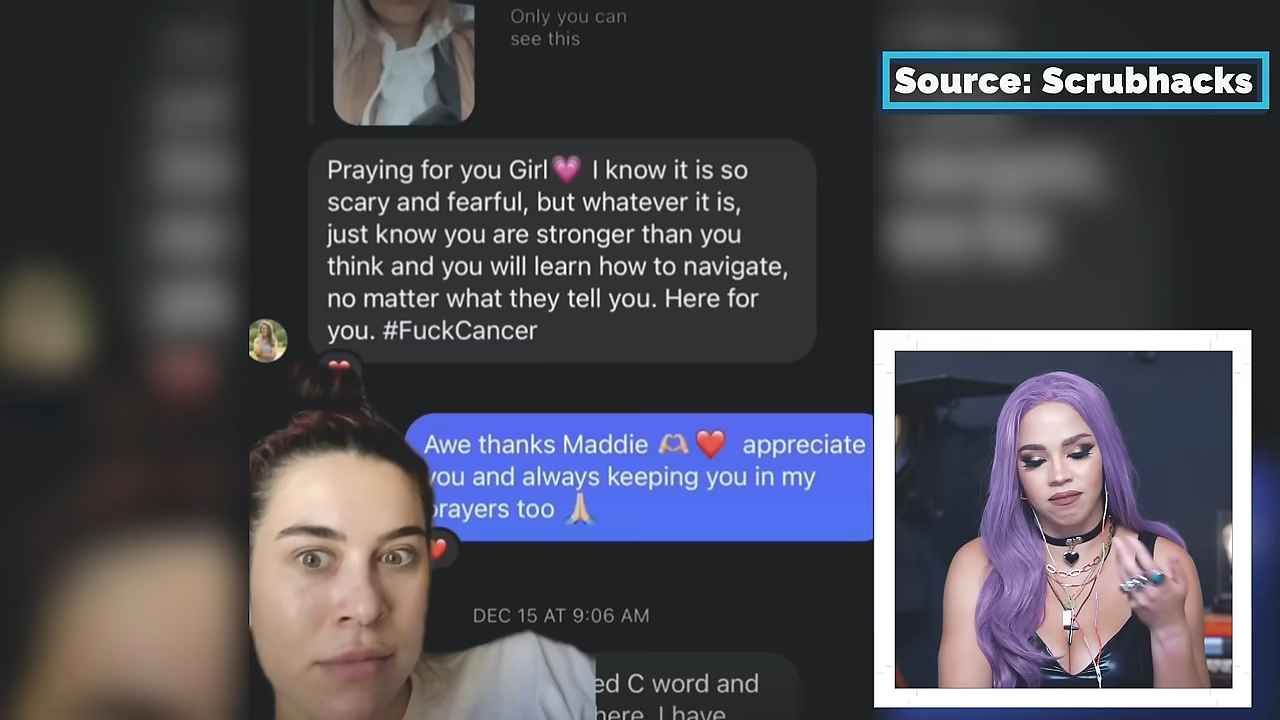 Only you can
see this
Source: Scrubhacks
Praying for you Girl💗 I know it is so
scary and fearful, but whatever it is,
just know you are stronger than you
think and you will learn how to navigate,
no matter what they tell you. Here for
you. #FuckCancer
Awe thanks Maddie 🫶🏼❤️ appreciate
you and always keeping you in my
prayers too 🙏🏼
DEC 15 AT 9:06 AM
ed C word and
here. I have